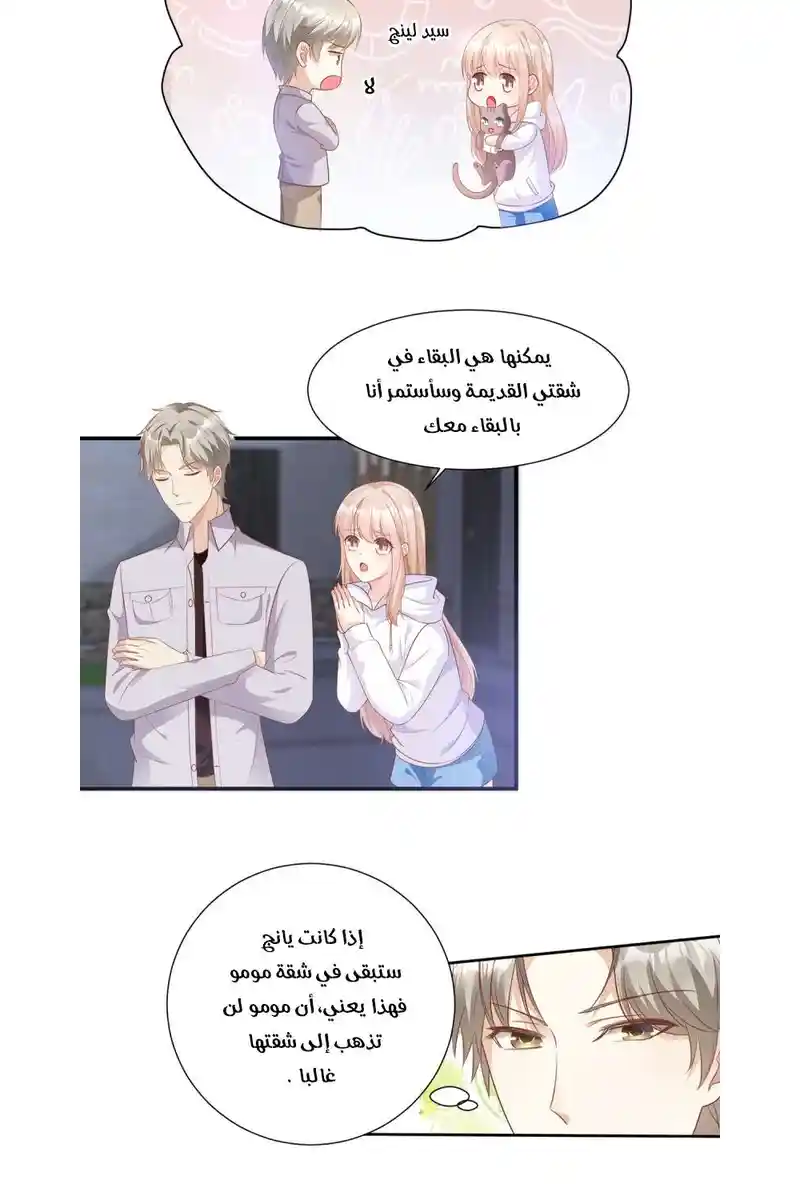 سيد لينج
لا
يمكنها هي البقاء في
شقتي القديمة وسأستمر أنا
بالبقاء معك
إذا كانت يانج
ستبقى في شقة مومو
فهذا يعني، أن مومو لن
تذهب إلى شقتها
غالبا .